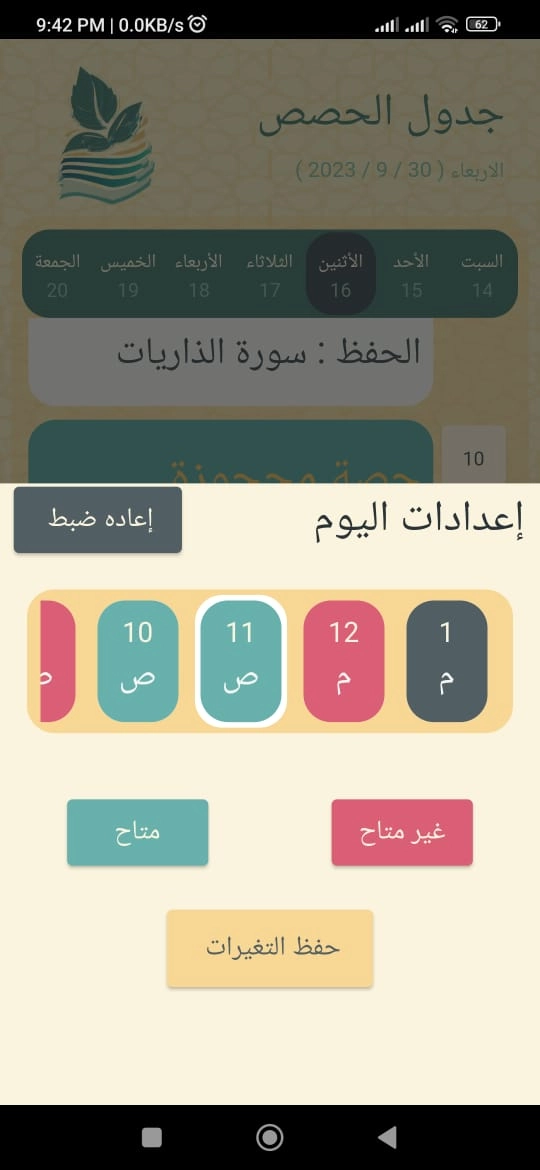 9:42 PM | 0.0KB/s
62
جدول الحصص
الاربعاء ( 30 / 9 / 2023 )
السبت الأحد الأثنين الثلاثاء الأربعاء الخميس الجمعة
14 15 16 17 18 19 20
الحفظ : سورة الذاريات
حصة محجوزة
10
إعدادات اليوم
إعاده ضبط
1 12 11 10
م م ص ص ص
غير متاح
متاح
حفظ التغيرات